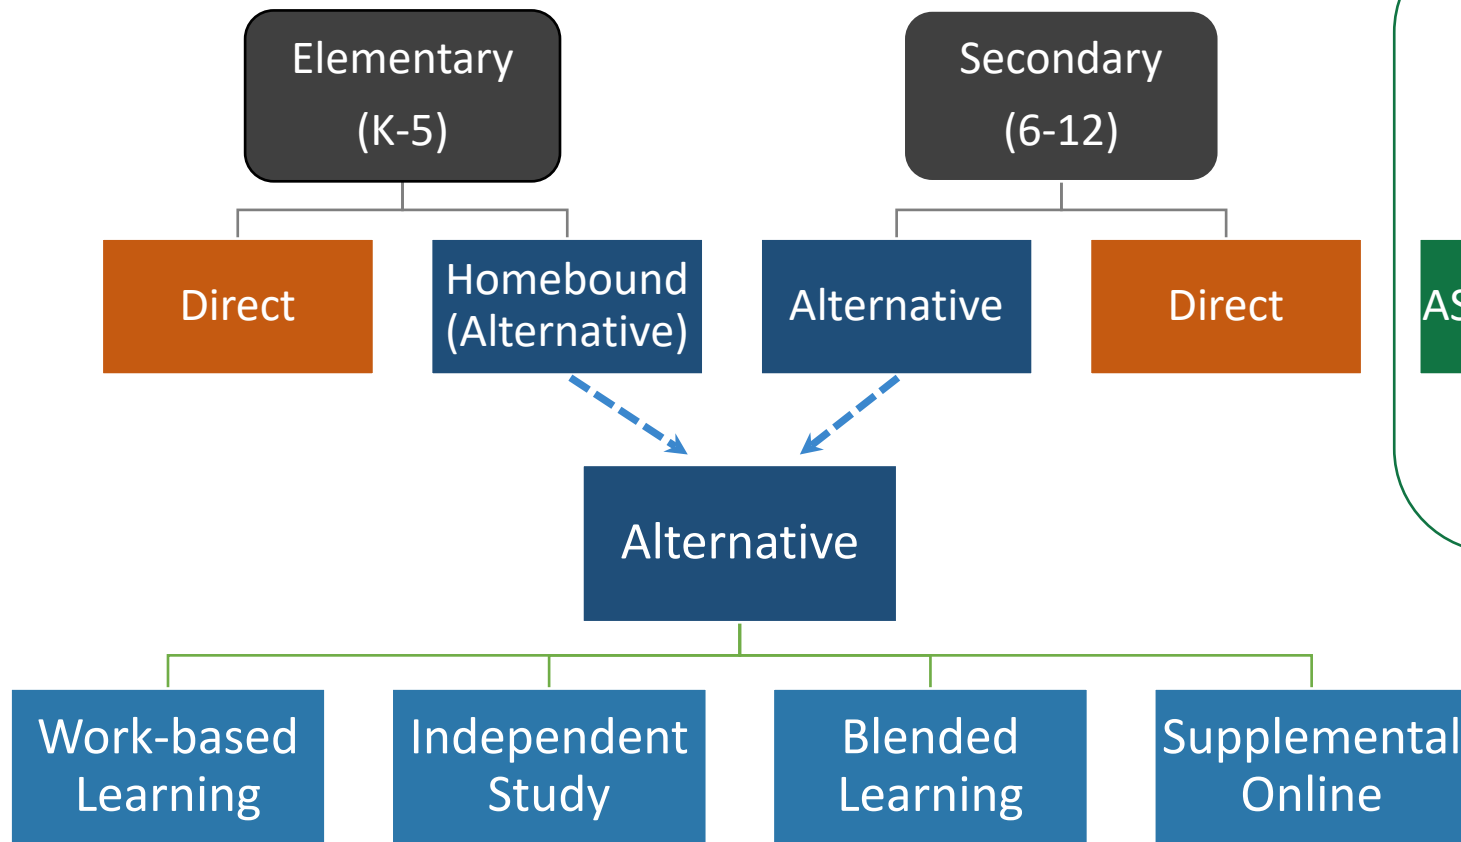 Elementary
(K-5)
Secondary
(6-12)
Direct
Homebound
(Alternative)
Alternative
Direct
Alternative
Work-based
Learning
Independent
Study
Blended
Learning
Supplemental
Online